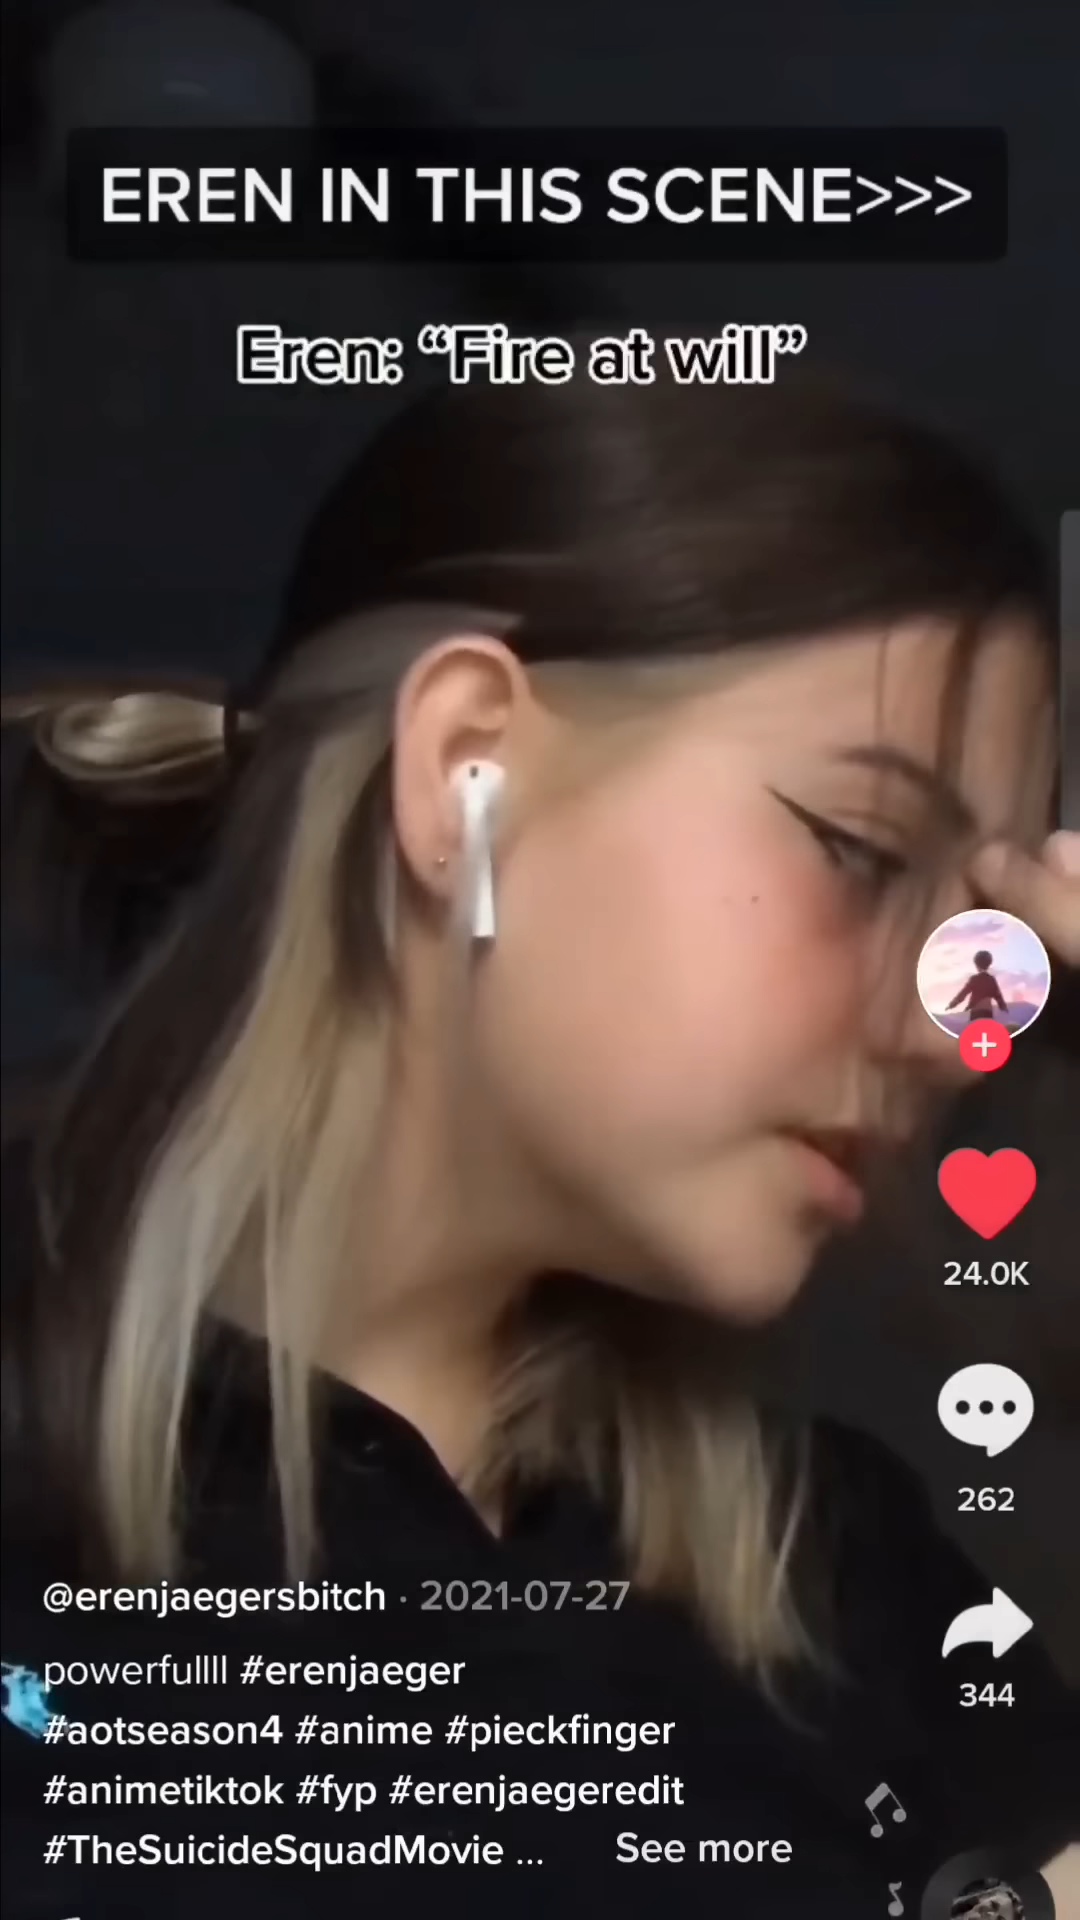 EREN IN THIS SCENE>>>
Eren: “Fire at will”
24.0K
262
344
@erenjaegersbitch · 2021-07-27
powerfullll #erenjaeger
#aotseason4 #anime #pieckfinger
#animetiktok #fyp #erenjaegeredit
#TheSuicideSquadMovie ... See more